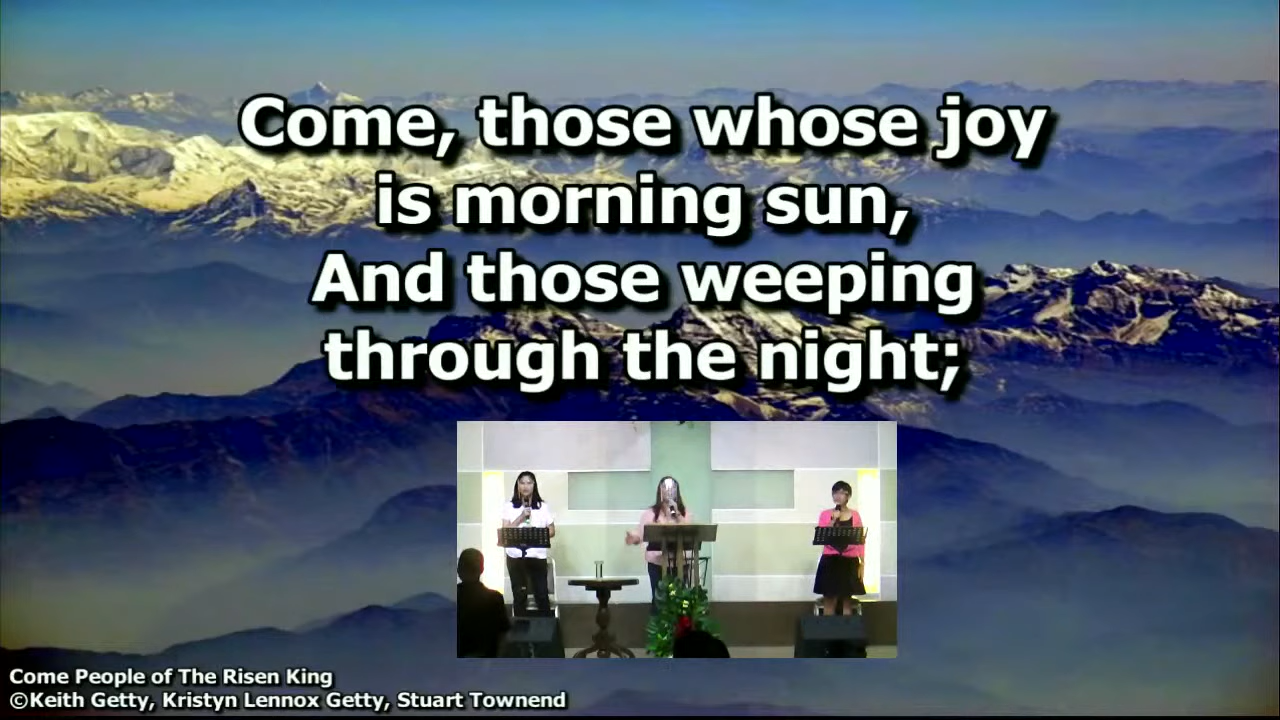 Come, those whose joy
is morning sun,
And those weeping
through the night;
Come People of The Risen King
©Keith Getty, Kristyn Lennox Getty, Stuart Townend